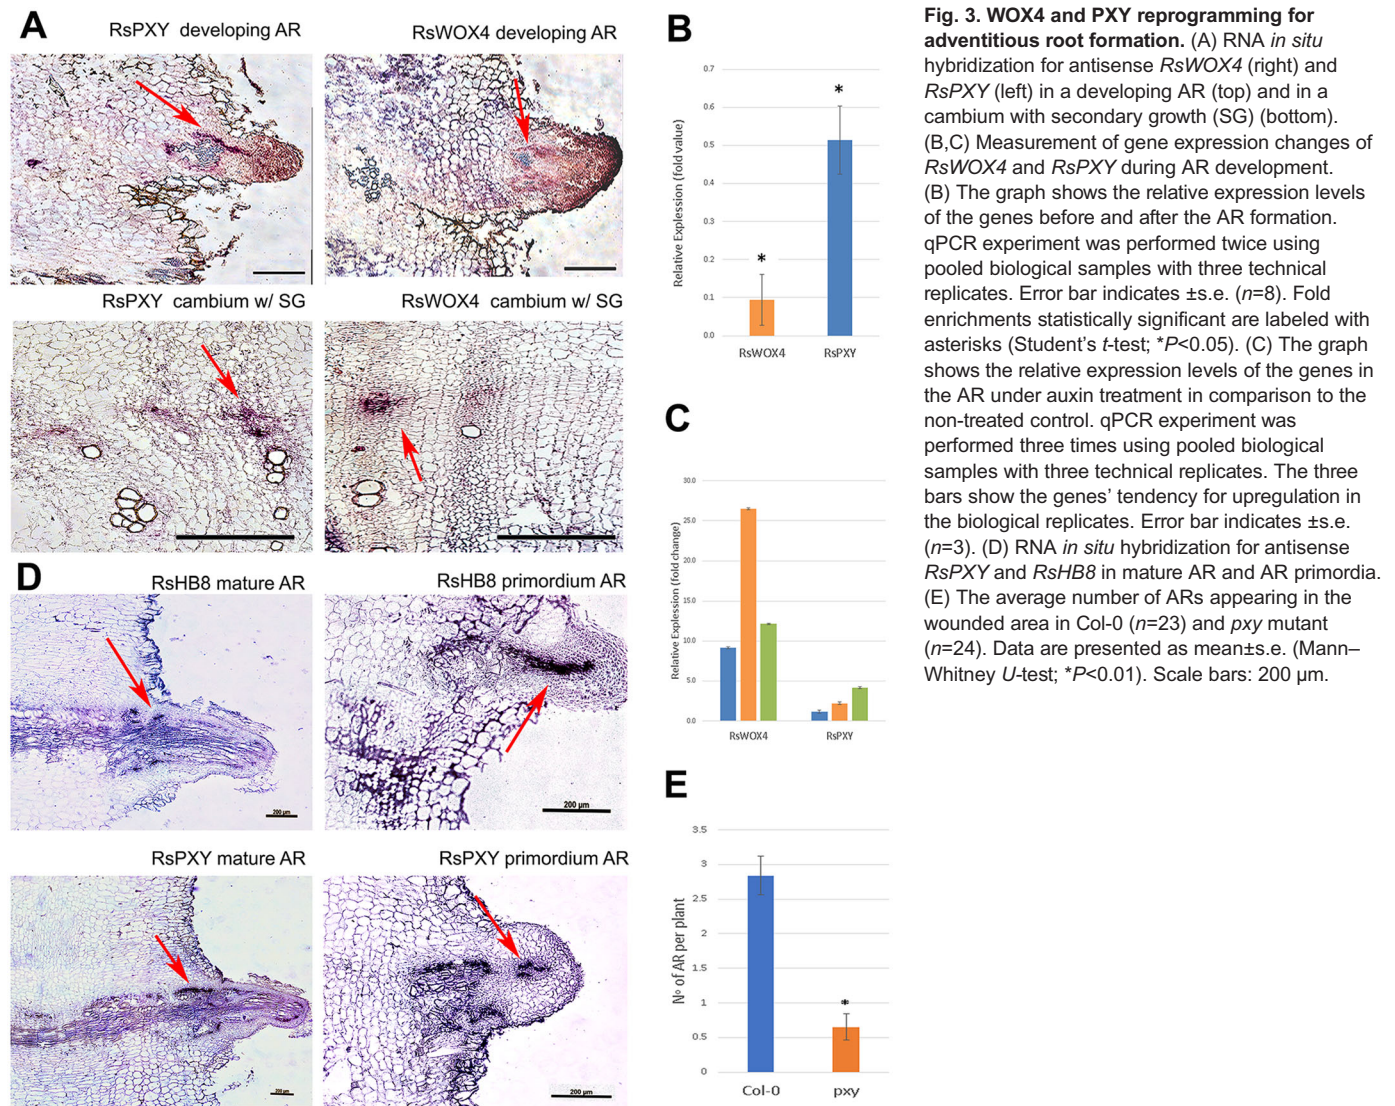 A
RsPXY developing AR
RsWOX4 developing AR
RsPXY cambium w/ SG
RsWOX4 cambium w/ SG
D
RsHB8 mature AR
RsHB8 primordium AR
200 µm
200 µm
RsPXY mature AR
RsPXY primordium AR
200 µm
200 µm
B
Relative Explession (fold value)
0.7
0.6
0.5
0.4
0.3
0.2
0.1
0.0
*
*
RsWOX4
RsPXY
C
Relative Explession (fold change)
30.0
25.0
20.0
15.0
10.0
5.0
0.0
RsWOX4
RsPXY
E
Nº of AR per plant
3.5
3
2.5
2
1.5
1
0.5
0
*
Col-0
pxy
Fig. 3. WOX4 and PXY reprogramming for
adventitious root formation. (A) RNA in situ
hybridization for antisense RsWOX4 (right) and
RsPXY (left) in a developing AR (top) and in a
cambium with secondary growth (SG) (bottom).
(B,C) Measurement of gene expression changes of
RsWOX4 and RsPXY during AR development.
(B) The graph shows the relative expression levels
of the genes before and after the AR formation.
qPCR experiment was performed twice using
pooled biological samples with three technical
replicates. Error bar indicates ±s.e. (n=8). Fold
enrichments statistically significant are labeled with
asterisks (Student's t-test; *P<0.05). (C) The graph
shows the relative expression levels of the genes in
the AR under auxin treatment in comparison to the
non-treated control. qPCR experiment was
performed three times using pooled biological
samples with three technical replicates. The three
bars show the genes' tendency for upregulation in
the biological replicates. Error bar indicates ±s.e.
(n=3). (D) RNA in situ hybridization for antisense
RsPXY and RsHB8 in mature AR and AR primordia.
(E) The average number of ARs appearing in the
wounded area in Col-0 (n=23) and pxy mutant
(n=24). Data are presented as mean±s.e. (Mann–
Whitney U-test; *P<0.01). Scale bars: 200 µm.